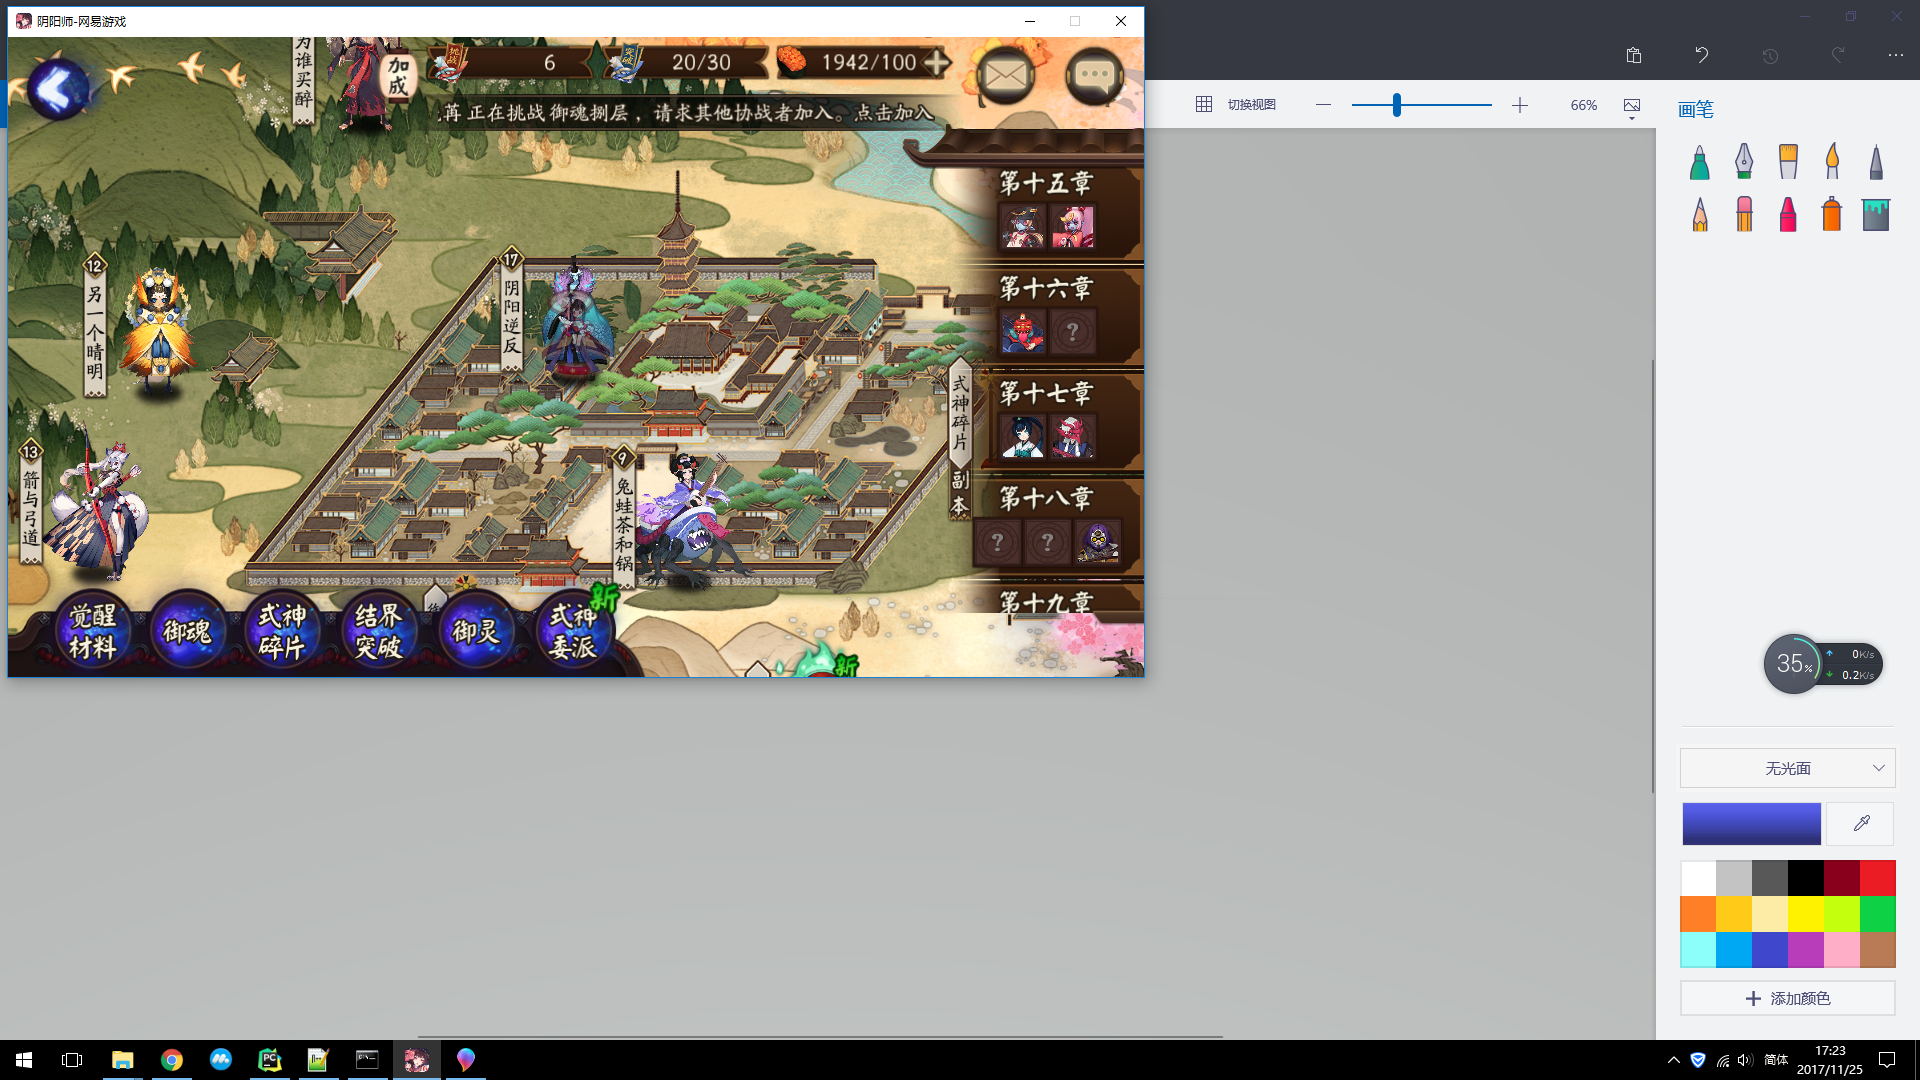 阴阳师-网易游戏
为谁买醉
加成
挑战
6
突破
20/30
1942/100
苒 正在挑战 御魂捌层 ，请求其他协战者加入。点击加入
切换视图
66%
画笔
第十五章
第十六章
?
第十七章
第十八章
?
?
第十九章
12
另一个晴明
17
阴阳逆反
13
箭与弓道
9
兔蛙茶和锅
式神碎片
副本
觉醒材料
御魂
式神碎片
结界突破
御灵
式神委派
新
新
35%
0K/s
0.2K/s
无光面
添加颜色
PC
简体
17:23
2017/11/25